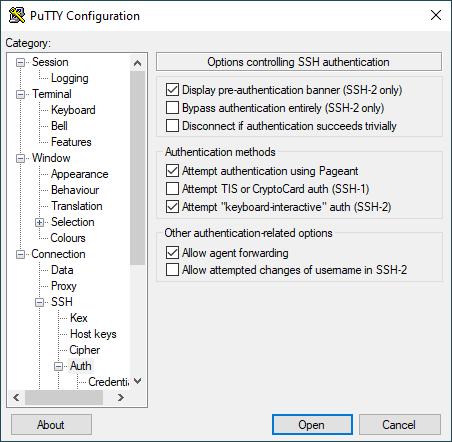 PuTTY Configuration
Category:
Session
Logging
Terminal
Keyboard
Bell
Features
Window
Appearance
Behaviour
Translation
Selection
Colours
Connection
Data
Proxy
SSH
Kex
Host keys
Cipher
Auth
Credentia
Options controlling SSH authentication
Display pre-authentication banner (SSH-2 only)
Bypass authentication entirely (SSH-2 only)
Disconnect if authentication succeeds trivially
Authentication methods
Attempt authentication using Pageant
Attempt TIS or CryptoCard auth (SSH-1)
Attempt "keyboard-interactive" auth (SSH-2)
Other authentication-related options
Allow agent forwarding
Allow attempted changes of username in SSH-2
About
Open
Cancel